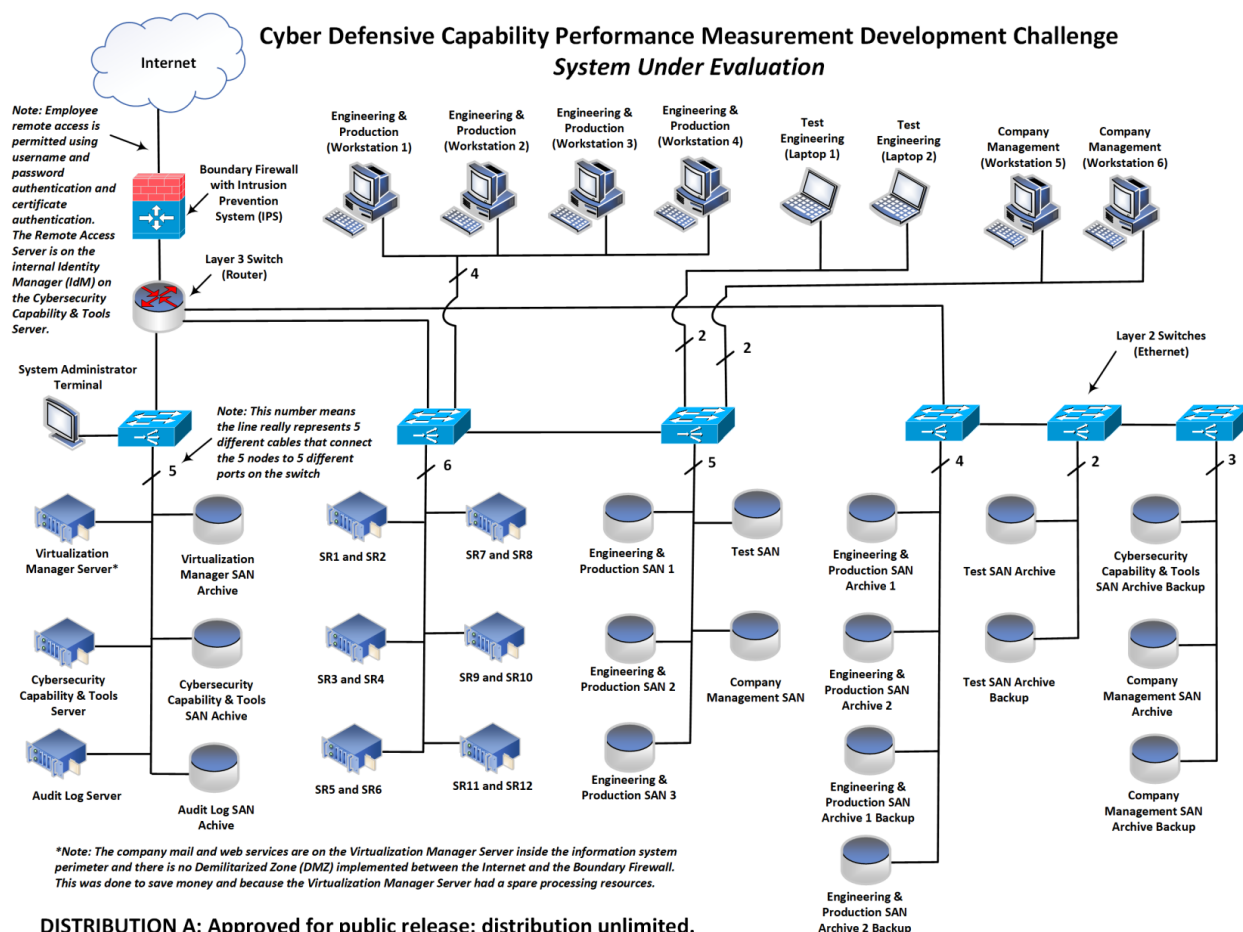 Cyber Defensive Capability Performance Measurement Development Challenge
System Under Evaluation
Internet
Note: Employee
remote access is
permitted using
username and
password
authentication and
certificate
authentication.
The Remote Access
Server is on the
internal Identity
Manager (IdM) on
the Cybersecurity
Capability & Tools
Server.
Boundary Firewall
with Intrusion
Prevention
System (IPS)
Layer 3 Switch
(Router)
Engineering &
Production
(Workstation 1)
Engineering &
Production
(Workstation 2)
Engineering &
Production
(Workstation 3)
Engineering &
Production
(Workstation 4)
Test
Engineering
(Laptop 1)
Test
Engineering
(Laptop 2)
Company
Management
(Workstation 5)
Company
Management
(Workstation 6)
4
2
2
Layer 2 Switches
(Ethernet)
System Administrator
Terminal
Note: This number means
the line really represents 5
different cables that connect
the 5 nodes to 5 different
ports on the switch
5
6
5
4
2
3
Virtualization
Manager Server*
Virtualization
Manager SAN
Archive
Cybersecurity
Capability & Tools
Server
Cybersecurity
Capability & Tools
SAN Achive
Audit Log Server
Audit Log SAN
Achive
SR1 and SR2
SR7 and SR8
SR3 and SR4
SR9 and SR10
SR5 and SR6
SR11 and SR12
Engineering &
Production SAN 1
Test SAN
Engineering &
Production SAN 2
Company
Management SAN
Engineering &
Production SAN 3
Engineering &
Production SAN
Archive 1
Engineering &
Production SAN
Archive 2
Engineering &
Production SAN
Archive 1 Backup
Engineering &
Production SAN
Archive 2 Backup
Test SAN Archive
Test SAN Archive
Backup
Cybersecurity
Capability & Tools
SAN Archive Backup
Company
Management SAN
Archive
Company
Management SAN
Archive Backup
*Note: The company mail and web services are on the Virtualization Manager Server inside the information system
perimeter and there is no Demilitarized Zone (DMZ) implemented between the Internet and the Boundary Firewall.
This was done to save money and because the Virtualization Manager Server had a spare processing resources.
DISTRIBUTION A: Approved for public release: distribution unlimited.